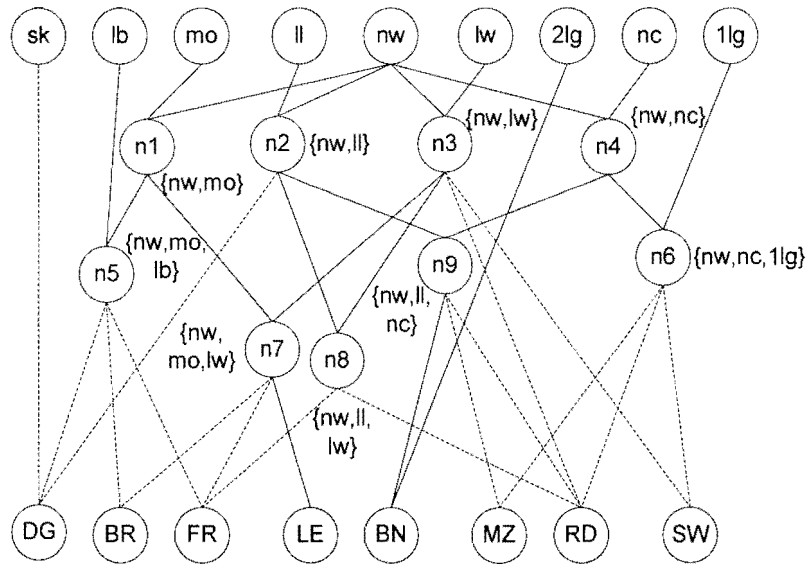 sk lb mo ll nw lw 2lg nc 1lg
n1 n2 {nw,ll} n3 {nw,lw} n4 {nw,nc}
{nw,mo}
n5 {nw,mo,
lb}
n9
n6 {nw,nc,1lg}
{nw,ll,
nc}
{nw,
mo,lw}
n7
n8
{nw,ll,
lw}
DG BR FR LE BN MZ RD SW